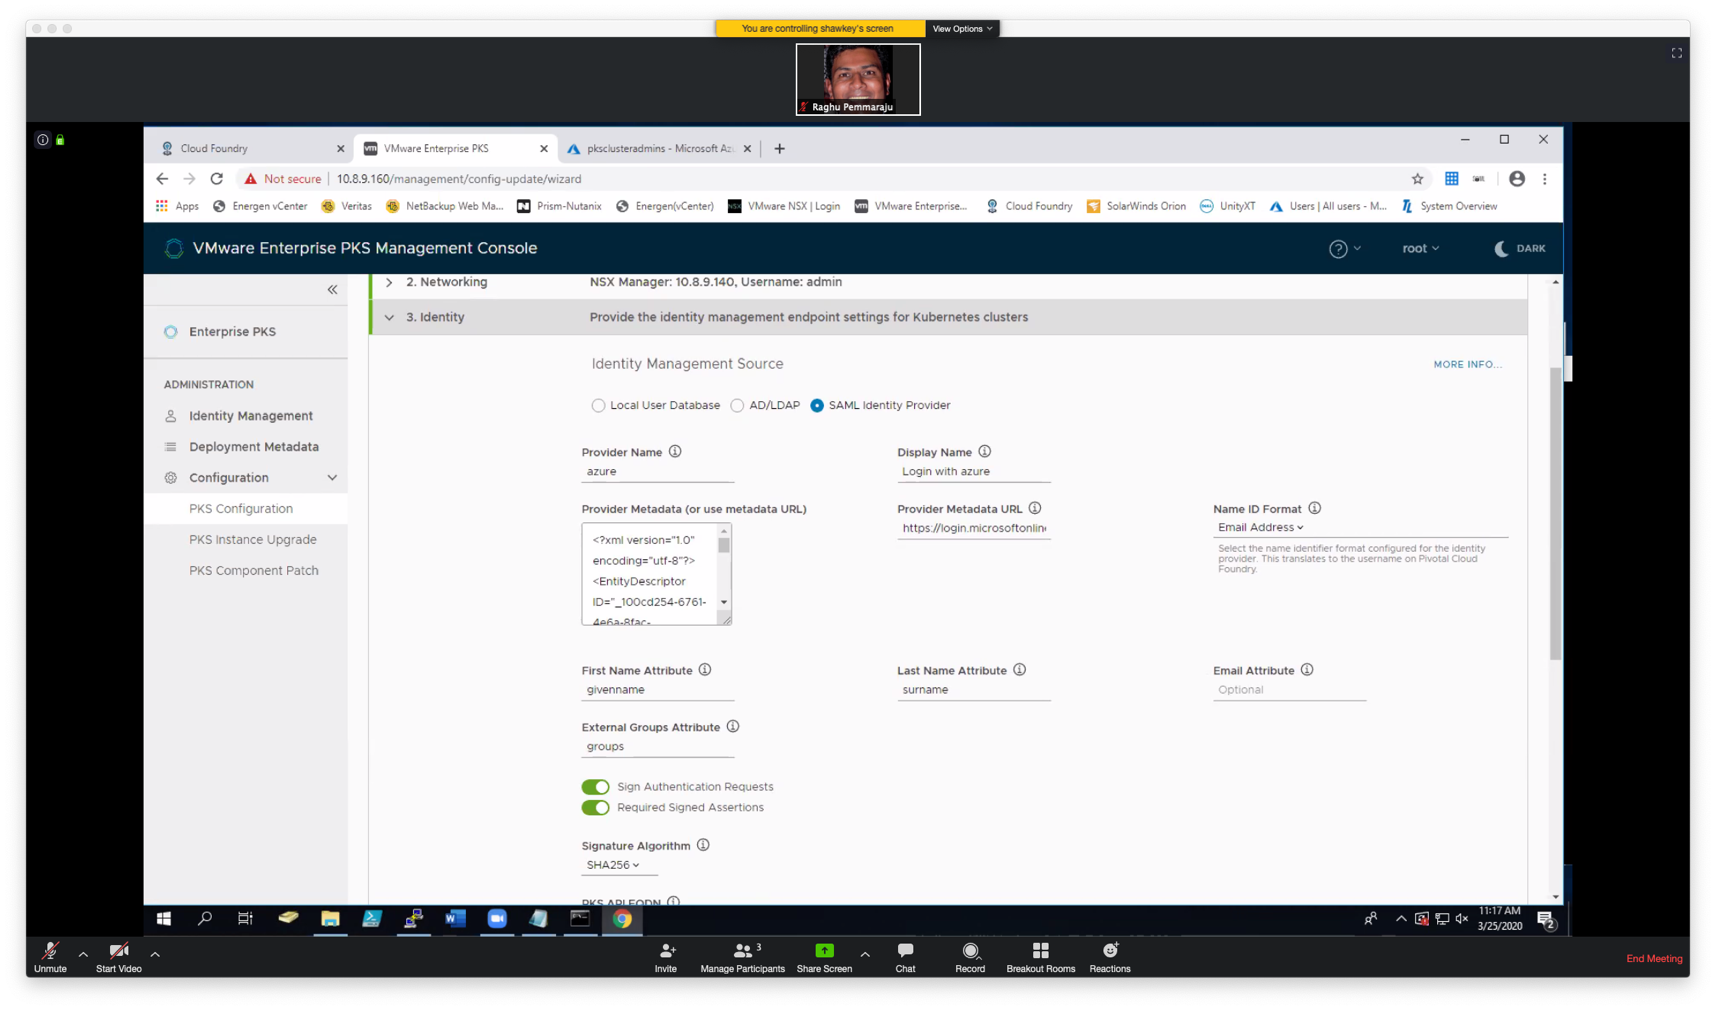 You are controlling shawkey's screen
View Options
Raghu Pemmaraju
Cloud Foundry
VMware Enterprise PKS
pksclusteradmins - Microsoft Az
Not secure
10.8.9.160/management/config-update/wizard
Apps
Energen vCenter
Veritas
NetBackup Web Ma...
Prism-Nutanix
Energen(vCenter)
VMware NSX | Login
VMware Enterprise...
Cloud Foundry
SolarWinds Orion
UnityXT
Users | All users - M...
System Overview
VMware Enterprise PKS Management Console
root
DARK
2. Networking
NSX Manager: 10.8.9.140, Username: admin
3. Identity
Provide the identity management endpoint settings for Kubernetes clusters
Enterprise PKS
ADMINISTRATION
Identity Management
Deployment Metadata
Configuration
PKS Configuration
PKS Instance Upgrade
PKS Component Patch
Identity Management Source
MORE INFO...
Local User Database
AD/LDAP
SAML Identity Provider
Provider Name
azure
Display Name
Login with azure
Provider Metadata (or use metadata URL)
<?xml version="1.0"
encoding="utf-8"?>
<EntityDescriptor
ID="_100cd254-6761-
4e6a-8fac-
Provider Metadata URL
https://login.microsoftonlin
Name ID Format
Email Address
Select the name identifier format configured for the identity
provider. This translates to the username on Pivotal Cloud
Foundry.
First Name Attribute
givenname
Last Name Attribute
surname
Email Attribute
Optional
External Groups Attribute
groups
Sign Authentication Requests
Required Signed Assertions
Signature Algorithm
SHA256
PKS API FQDN
11:17 AM
3/25/2020
2
Unmute
Start Video
Invite
3
Manage Participants
Share Screen
Chat
Record
Breakout Rooms
Reactions
End Meeting